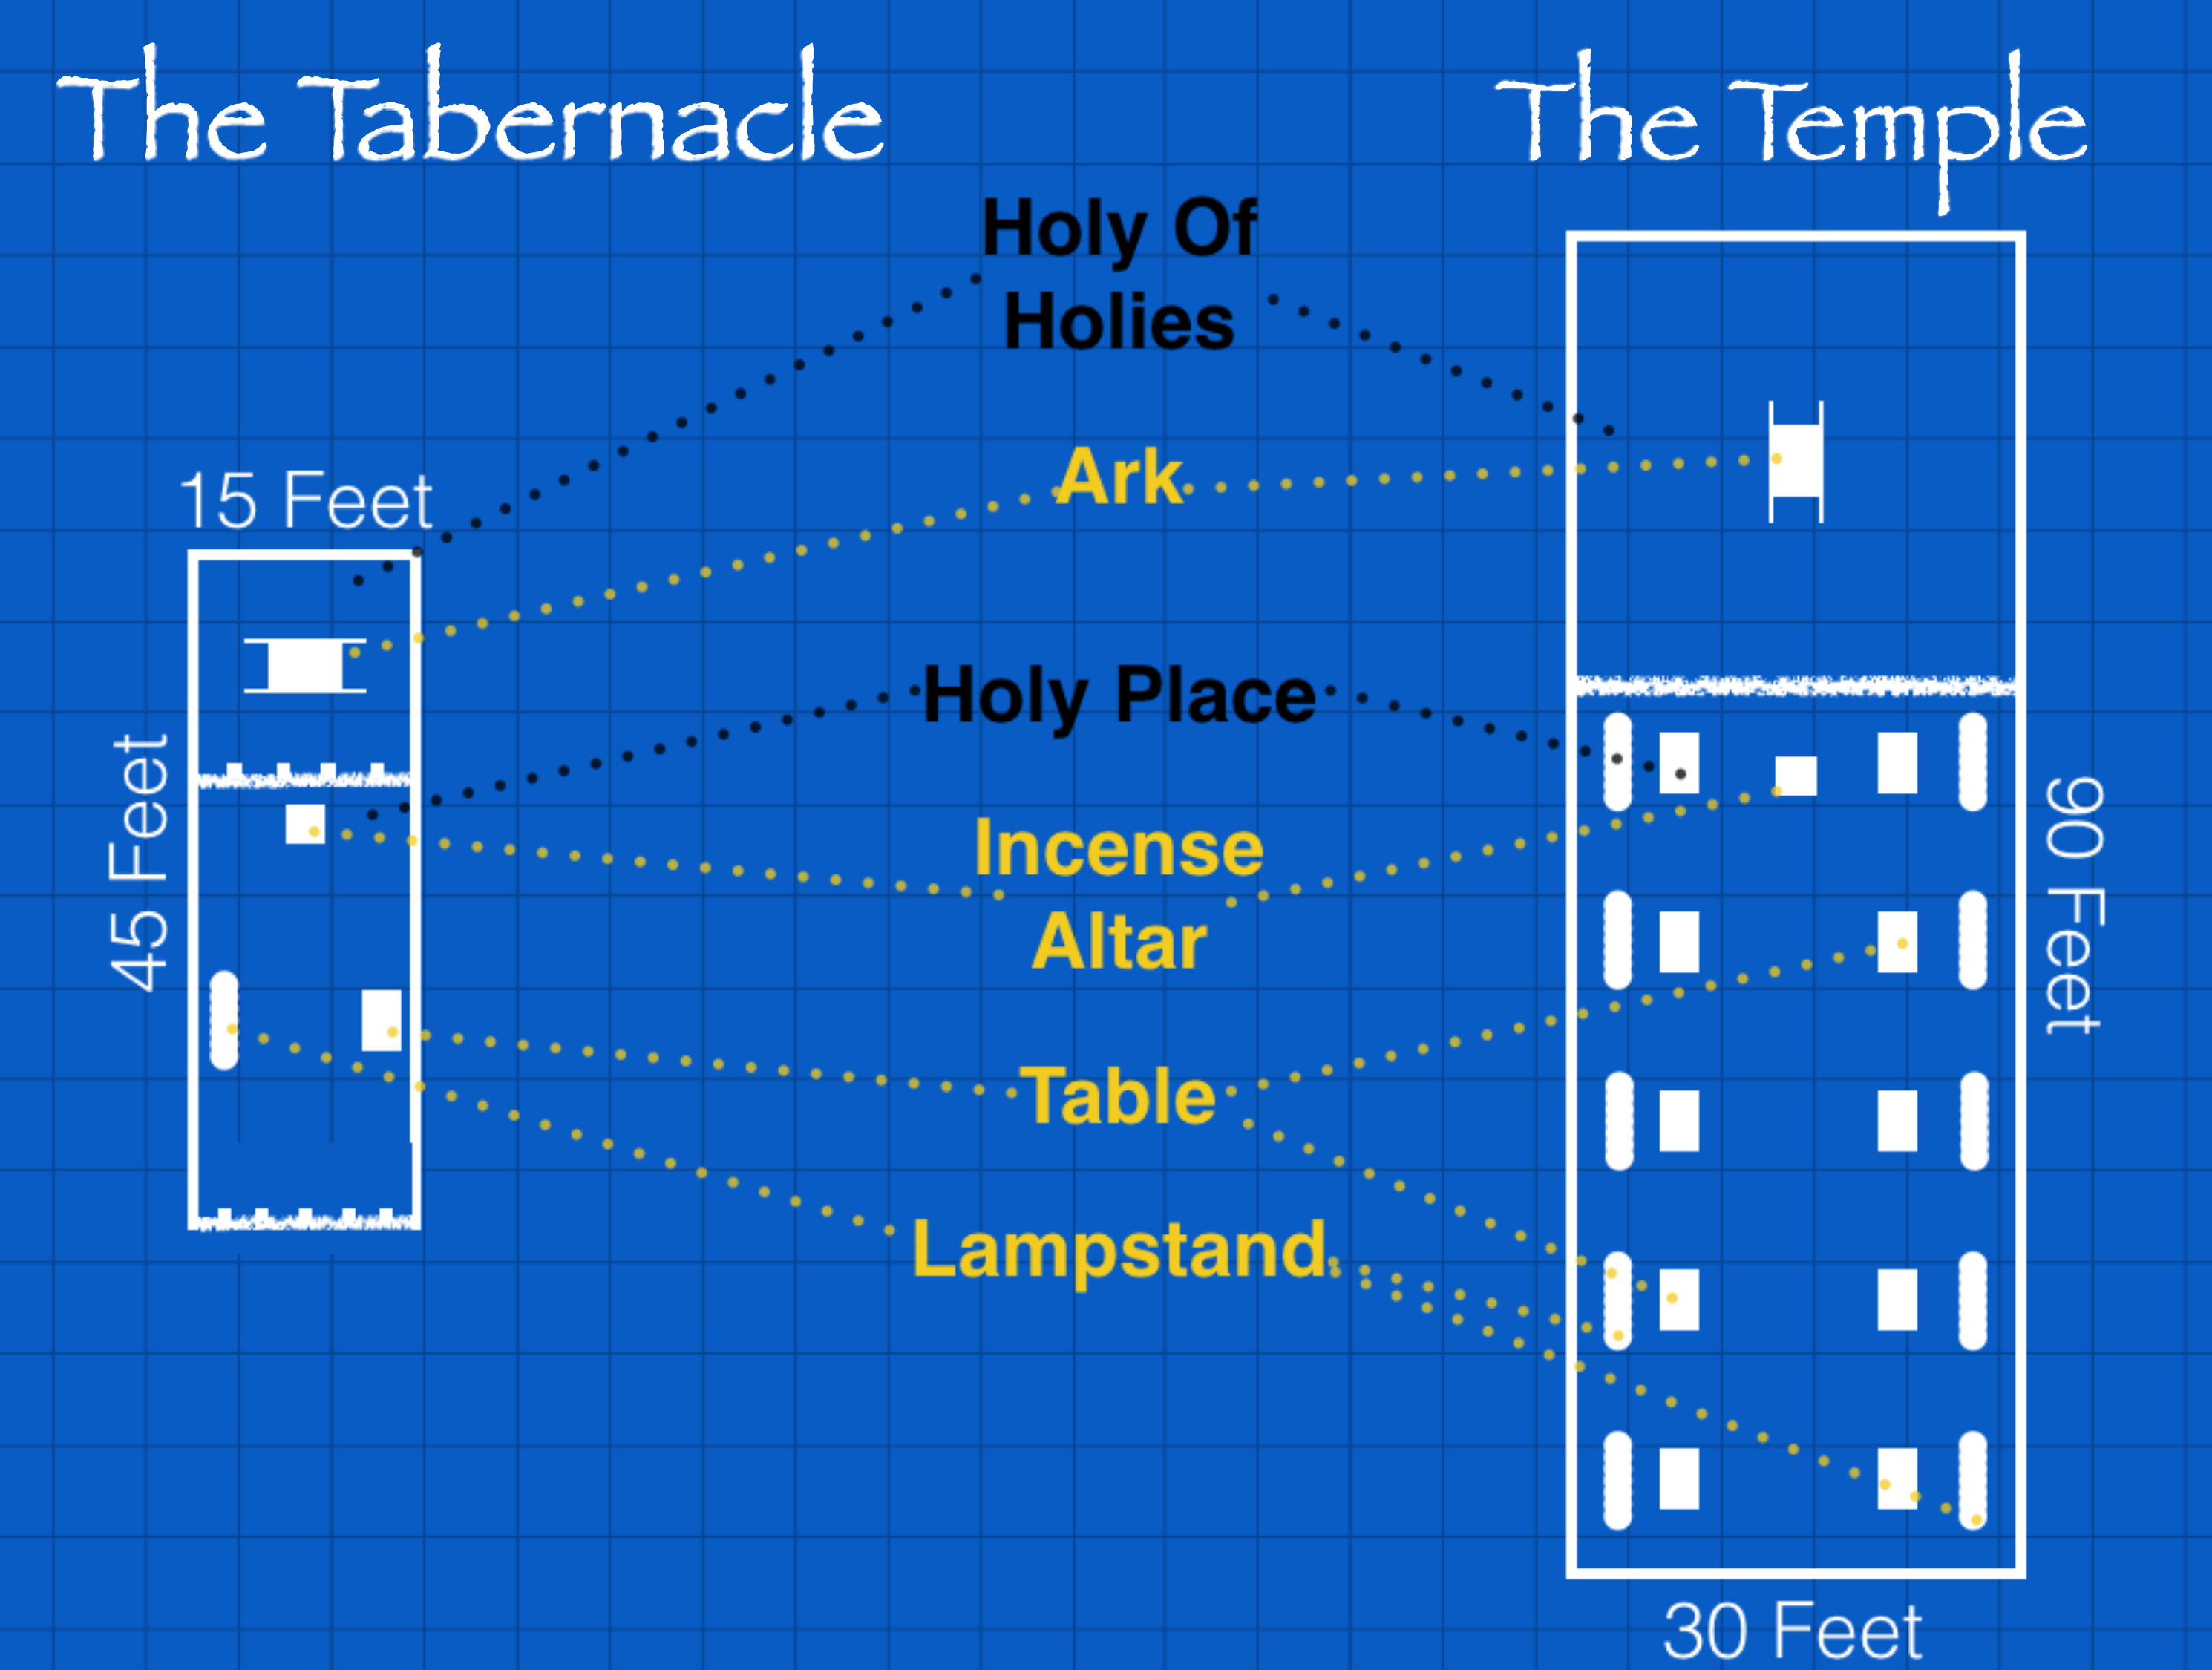 The Tabernacle
The Temple
Holy Of
Holies
Ark
15 Feet
45 Feet
Holy Place
Incense
Altar
90 Feet
Table
Lampstand
30 Feet